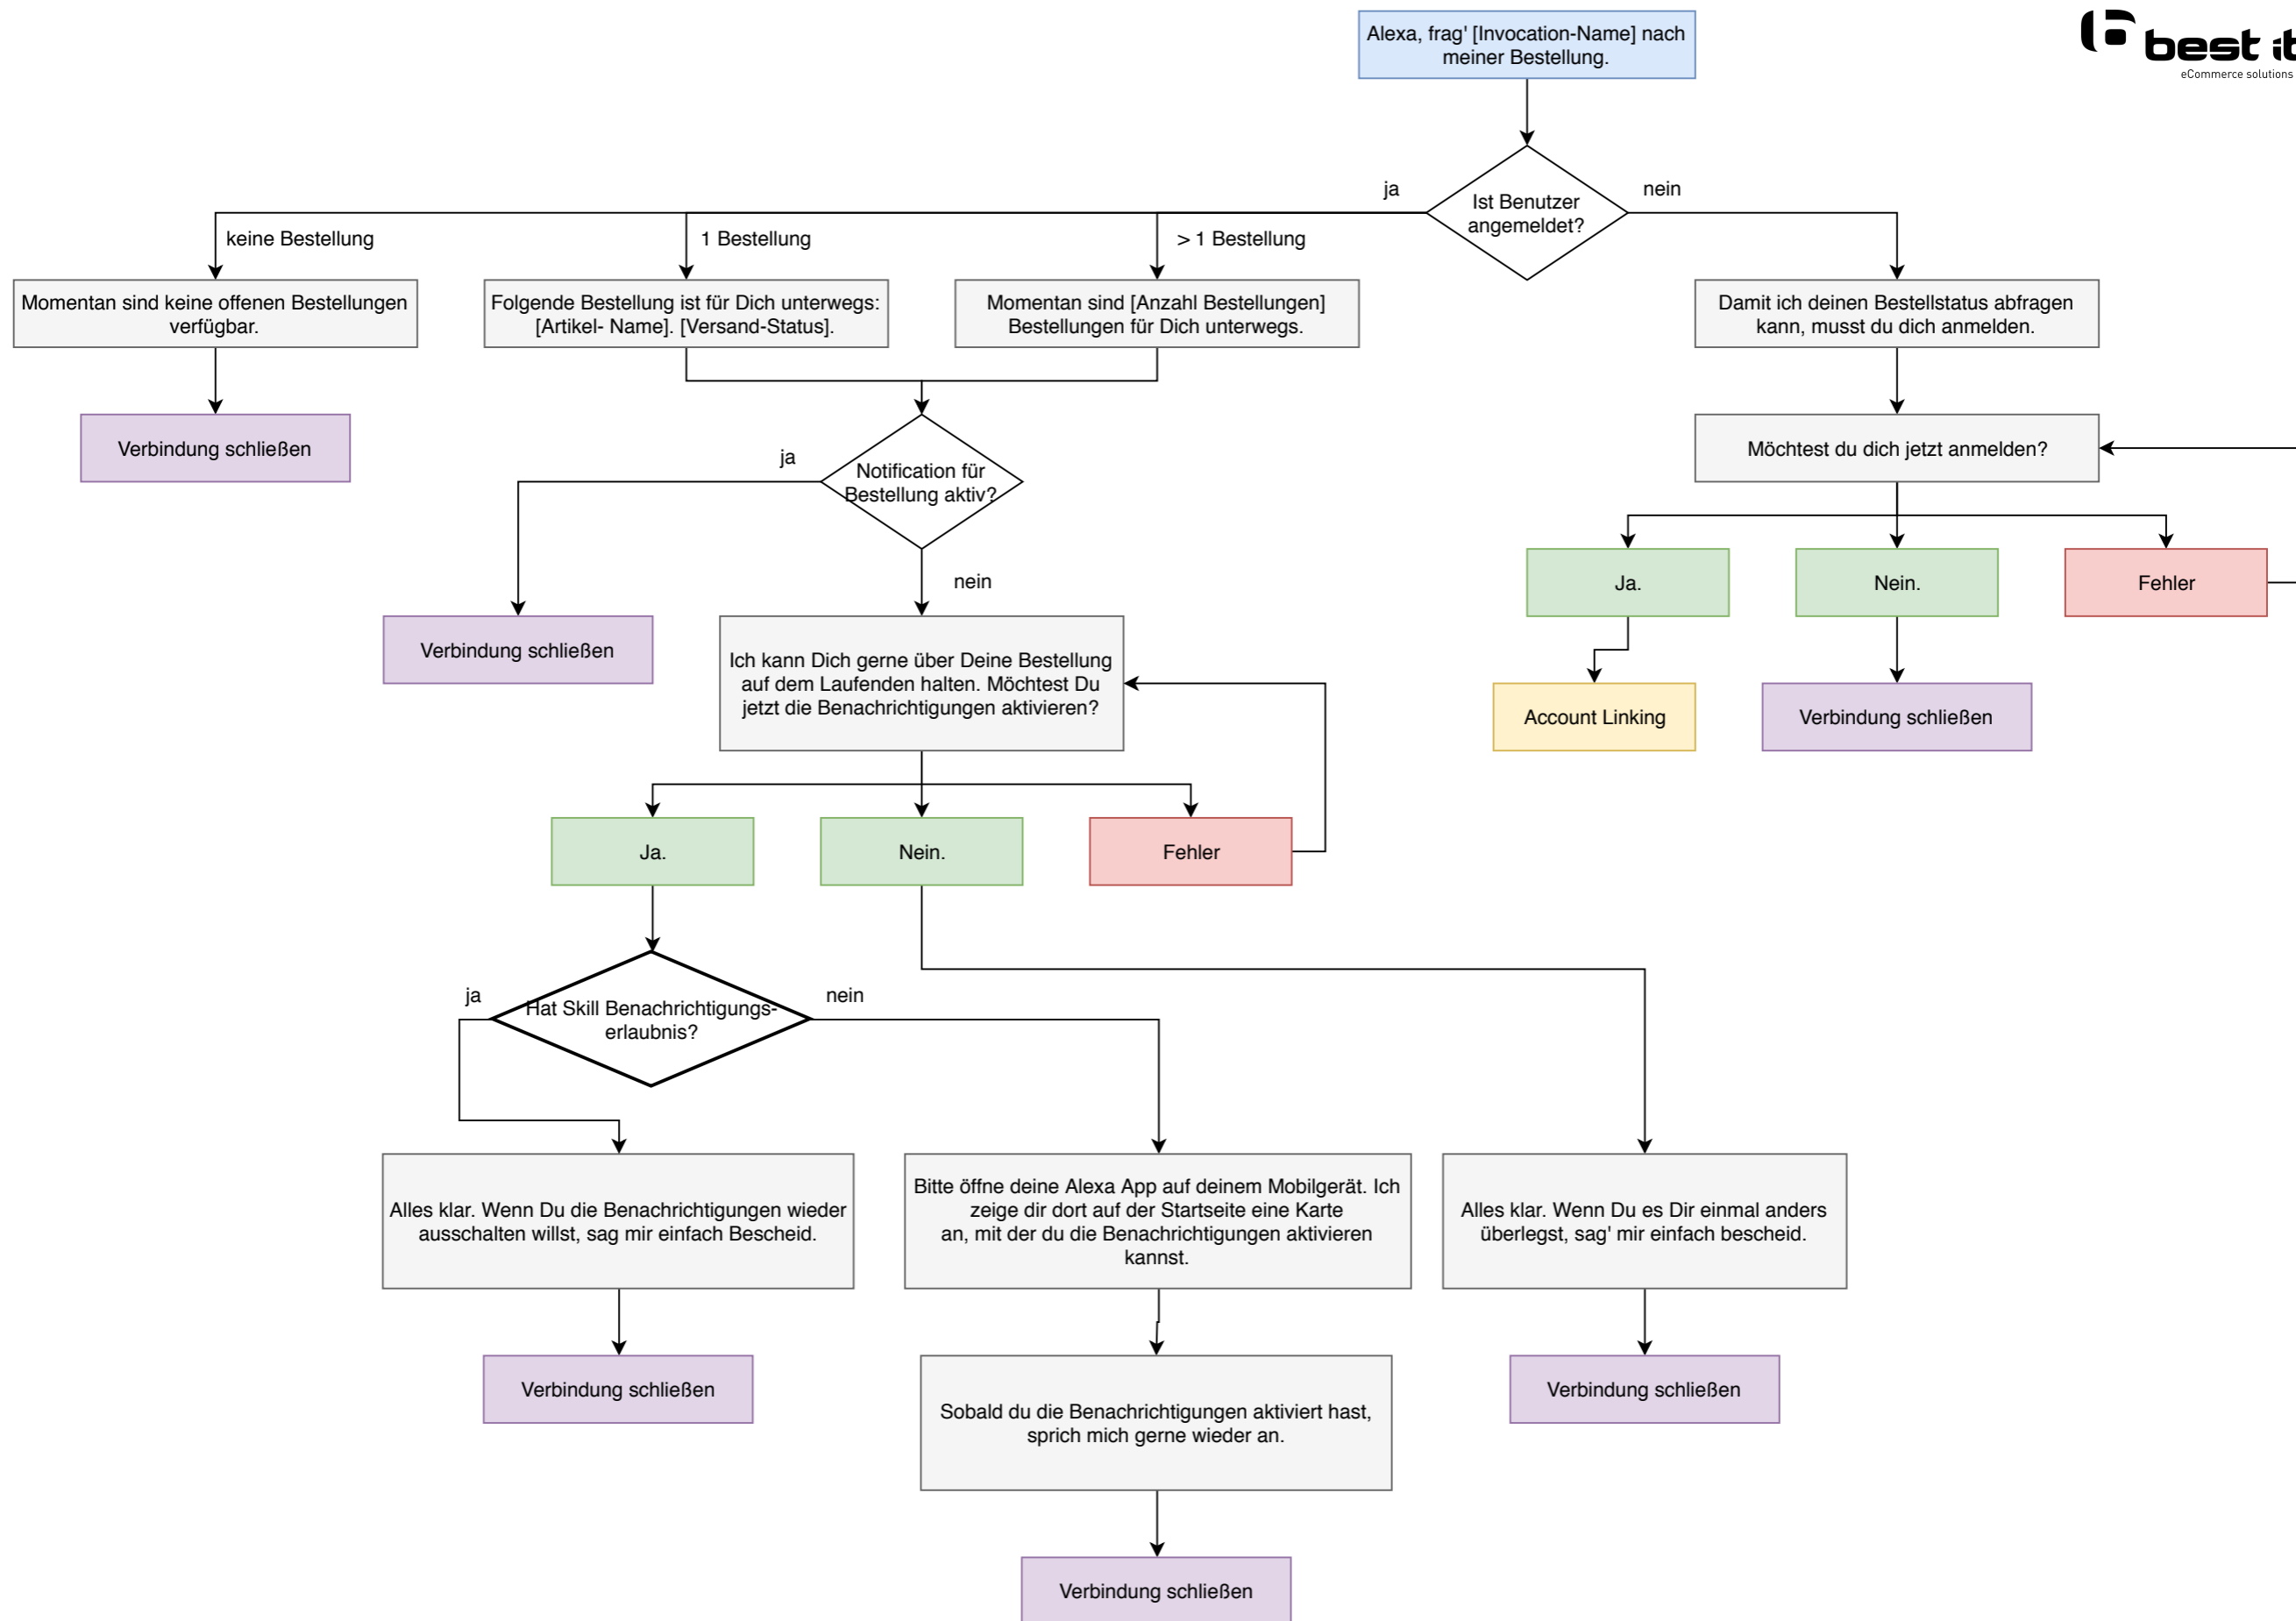 Alexa, frag' [Invocation-Name] nach
meiner Bestellung.
best it
eCommerce solutions
ja
Ist Benutzer
angemeldet?
nein
keine Bestellung
1 Bestellung
> 1 Bestellung
Momentan sind keine offenen Bestellungen
verfügbar.
Folgende Bestellung ist für Dich unterwegs:
[Artikel- Name]. [Versand-Status].
Momentan sind [Anzahl Bestellungen]
Bestellungen für Dich unterwegs.
Damit ich deinen Bestellstatus abfragen
kann, musst du dich anmelden.
Verbindung schließen
ja
Notification für
Bestellung aktiv?
Möchtest du dich jetzt anmelden?
nein
Ja.
Nein.
Fehler
Verbindung schließen
Ich kann Dich gerne über Deine Bestellung
auf dem Laufenden halten. Möchtest Du
jetzt die Benachrichtigungen aktivieren?
Account Linking
Verbindung schließen
Ja.
Nein.
Fehler
ja
Hat Skill Benachrichtigungs-
erlaubnis?
nein
Alles klar. Wenn Du die Benachrichtigungen wieder
ausschalten willst, sag mir einfach Bescheid.
Bitte öffne deine Alexa App auf deinem Mobilgerät. Ich
zeige dir dort auf der Startseite eine Karte
an, mit der du die Benachrichtigungen aktivieren
kannst.
Alles klar. Wenn Du es Dir einmal anders
überlegst, sag' mir einfach bescheid.
Verbindung schließen
Sobald du die Benachrichtigungen aktiviert hast,
sprich mich gerne wieder an.
Verbindung schließen
Verbindung schließen